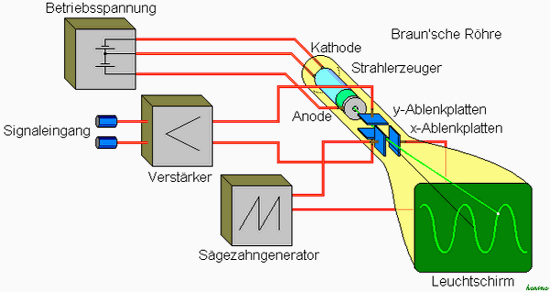 Betriebsspannung
Braun'sche Röhre
Kathode
Strahlerzeuger
Anode
y-Ablenkplatten
x-Ablenkplatten
Signaleingang
Verstärker
Sägezahngenerator
Leuchtschirm